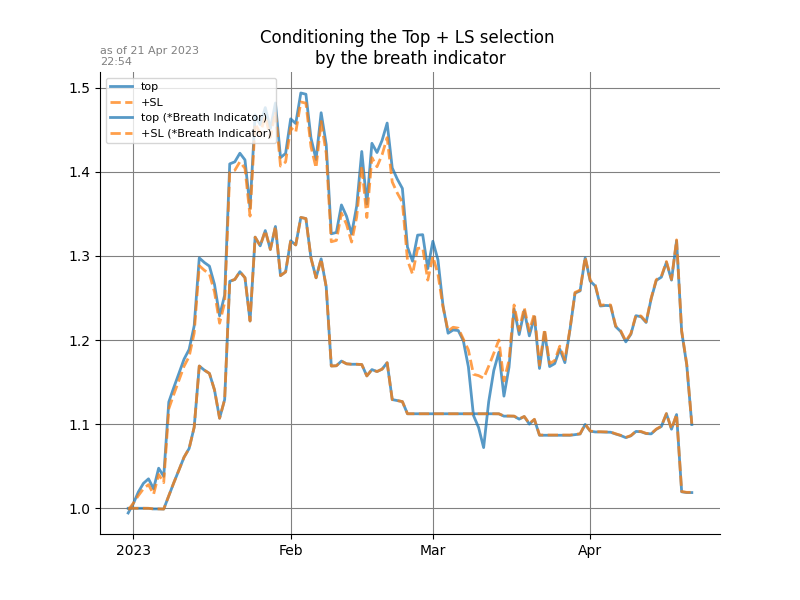 Conditioning the Top + LS selection
by the breath indicator
as of 21 Apr 2023
22:54
top
+SL
top (*Breath Indicator)
+SL (*Breath Indicator)
1.5
1.4
1.3
1.2
1.1
1.0
2023 Feb Mar Apr